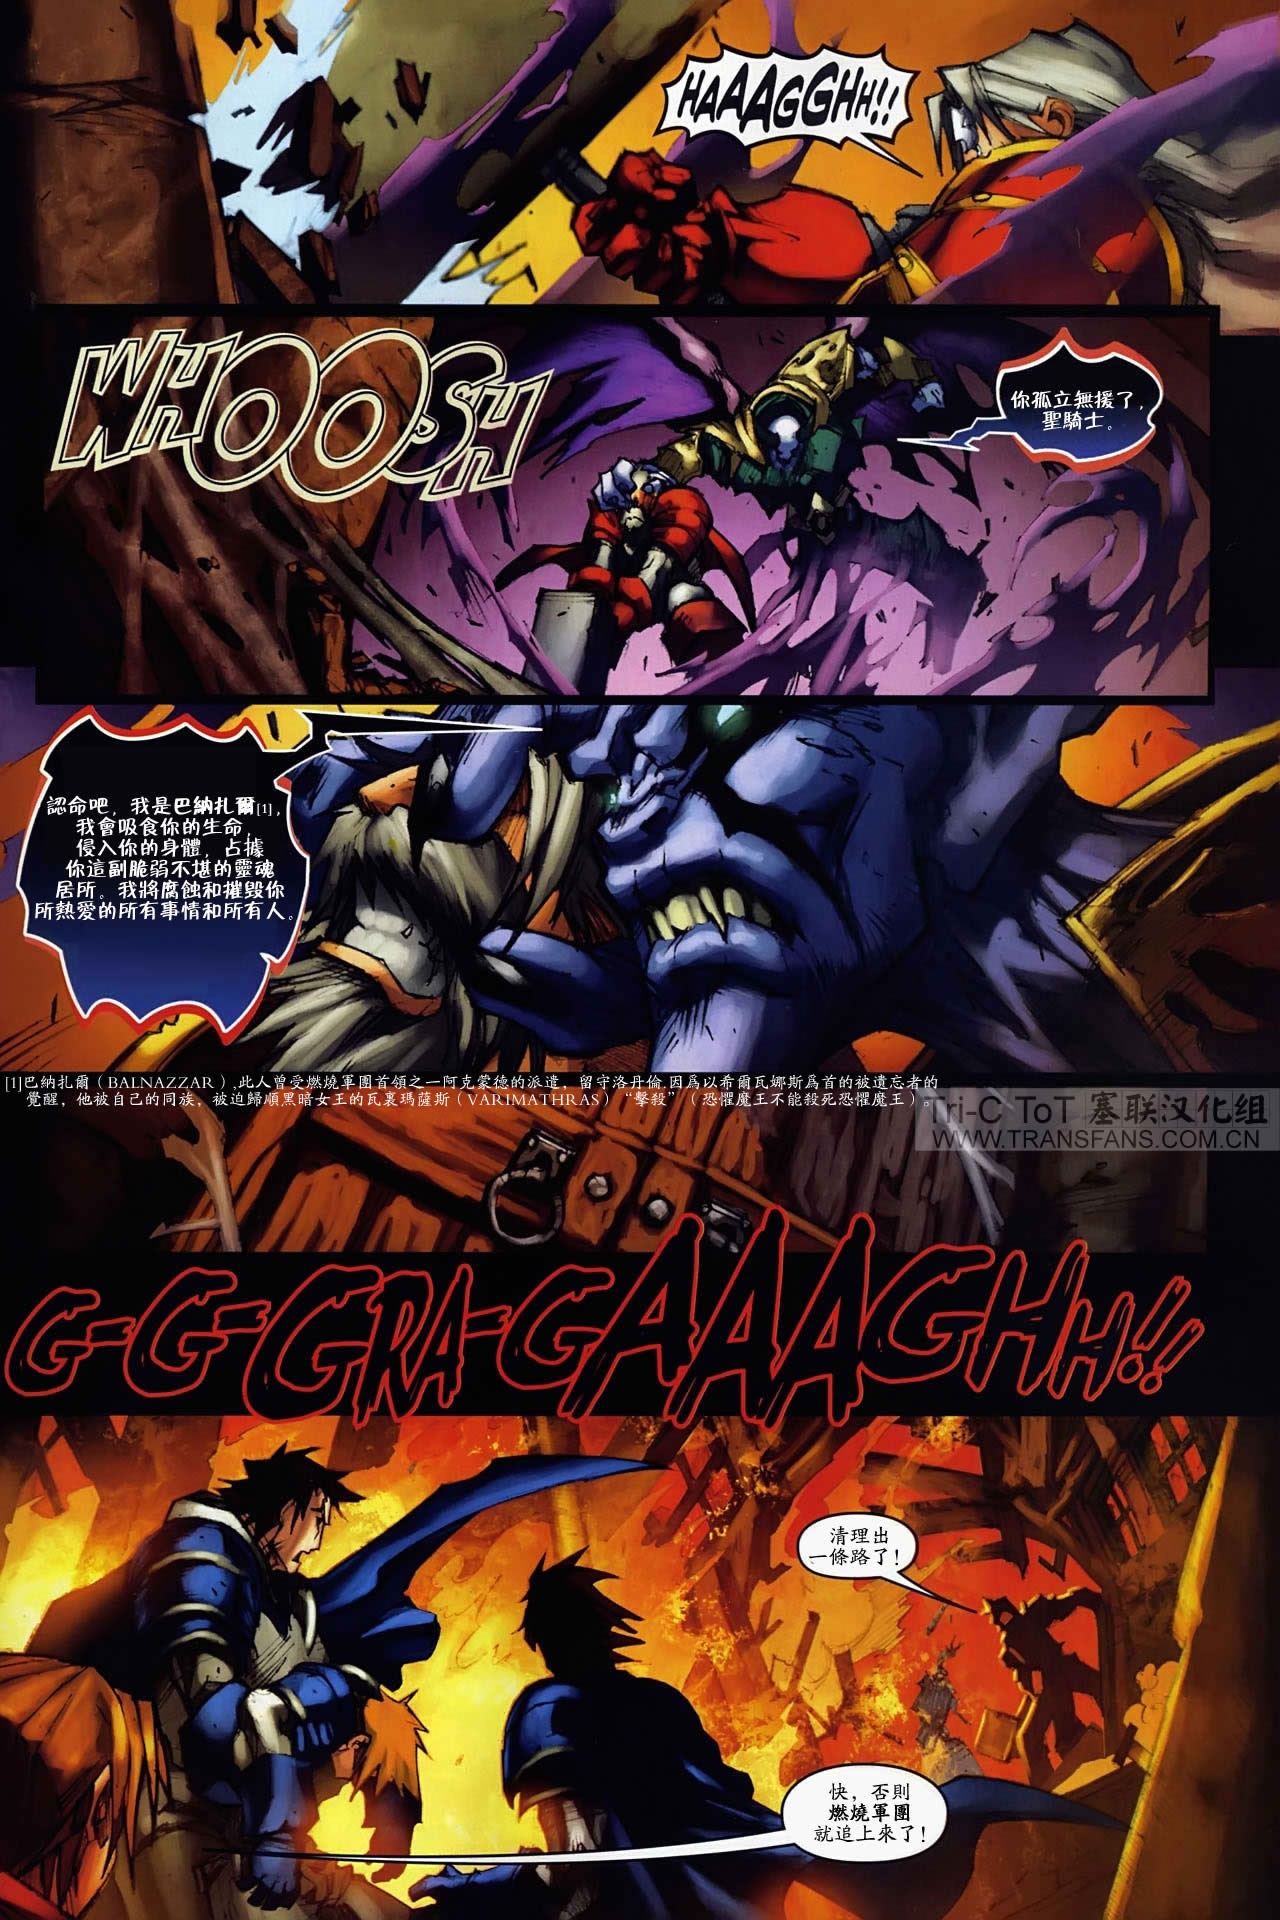 HAAAGGHH!!
WHOOOSH
你孤立無援了，
聖騎士。
認命吧，我是巴納扎爾[1]，
我會吸食你的生命，
侵入你的身體，占據
你這副脆弱不堪的靈魂
居所。我將腐蝕和摧毀你
所熱愛的所有事情和所有人。
[1]巴納扎爾（BALNAZZAR）,此人曾受燃燒軍團首領之一阿克蒙德的派遣，留守洛丹倫.因爲以希爾瓦娜斯爲首的被遺忘者的
覺醒，他被自己的同族，被迫歸順黑暗女王的瓦裏瑪薩斯（VARIMATHRAS）“擊殺”（恐懼魔王不能殺死恐懼魔王）。
Tri-C ToT 塞联汉化组
WWW.TRANSFANS.COM.CN
G-G-GRA-GAAAAGHH!!
清理出
一條路了！
快，否則
燃燒軍團
就追上來了！